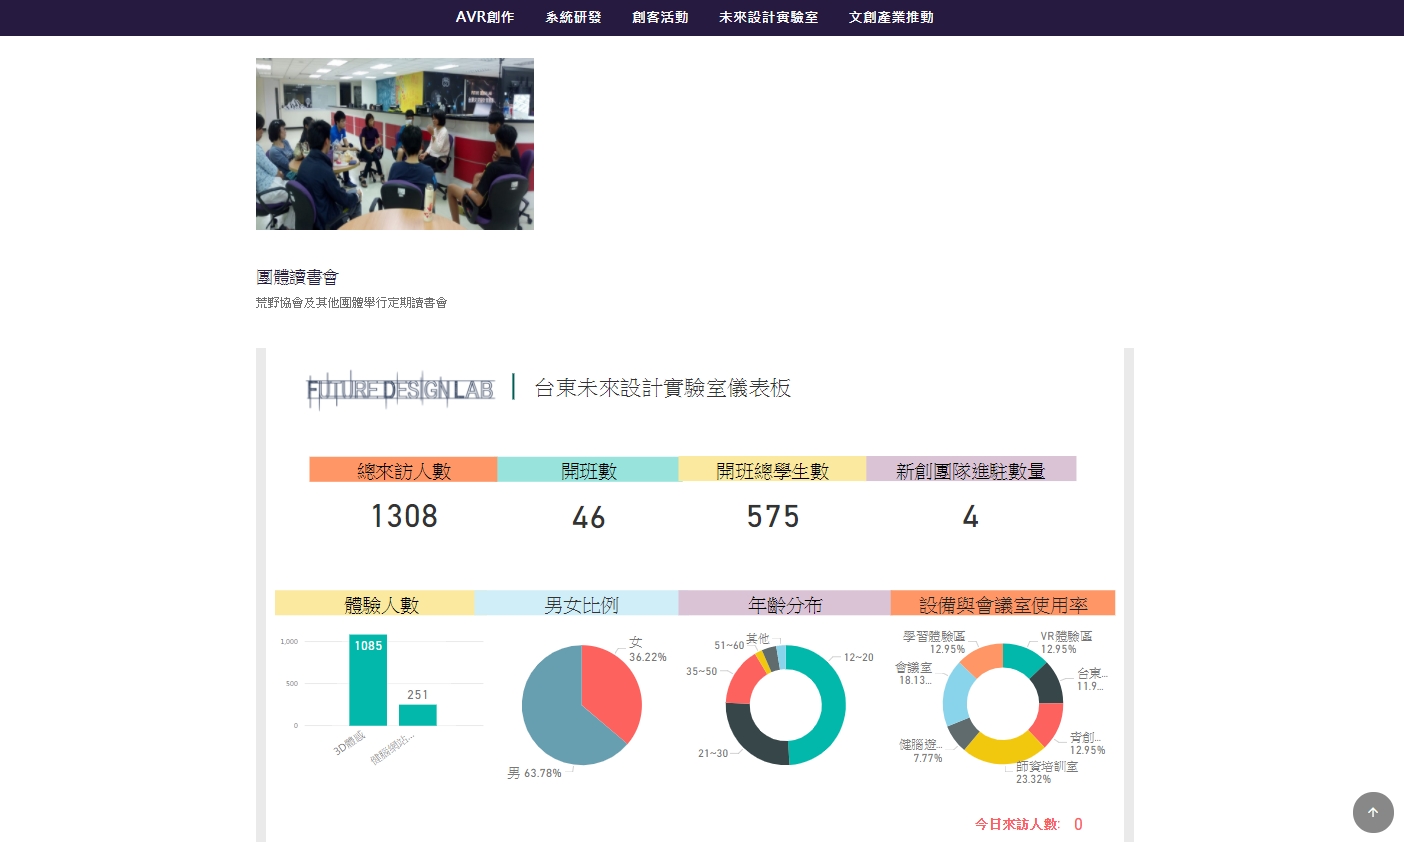 AVR創作 系統研發 創客活動 未來設計實驗室 文創產業推動
團體讀書會
荒野協會及其他團體舉行定期讀書會
FUTURE DESIGN LAB 台東未來設計實驗室儀表板
總來訪人數 開班數 開班總學生數 新創團隊進駐數量
1308 46 575 4
體驗人數 男女比例 年齡分布 設備與會議室使用率
1,000
500
0
1085
251
3D體感
健腦網站...
女
36.22%
男 63.78%
其他
51~60
12~20
35~50
21~30
學習體驗區
12.95%
VR體驗區
12.95%
會議室
18.13...
台東...
11.9...
健腦遊...
7.77%
青創...
12.95%
師資培訓室
23.32%
今日來訪人數: 0